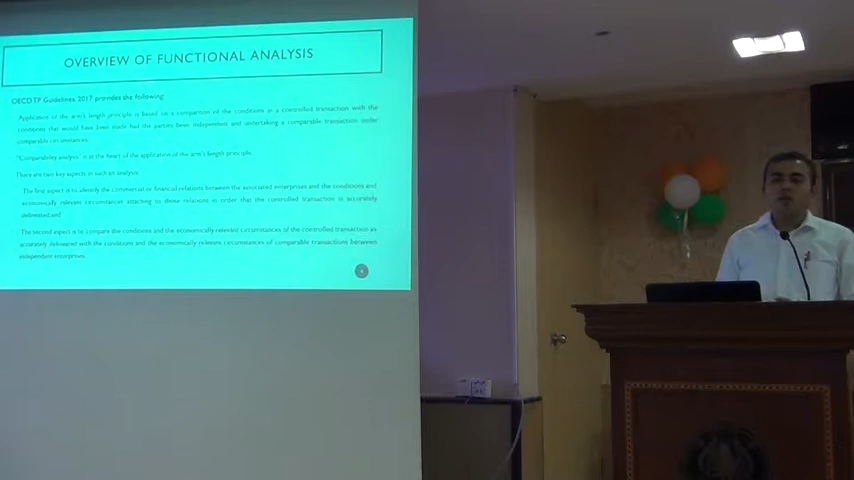 OVERVIEW OF FUNCTIONAL ANALYSIS
OECD TP Guidelines, 2017 provides the following:
Application of the arm's length principle is based on a comparison of the conditions in a controlled transaction with the
conditions that would have been made had the parties been independent and undertaking a comparable transaction under
comparable circumstances.
"Comparability analysis" is at the heart of the application of the arm's length principle.
There are two key aspects in such an analysis:
The first aspect is to identify the commercial or financial relations between the associated enterprises and the conditions and
economically relevant circumstances attaching to those relations in order that the controlled transaction is accurately
delineated; and
The second aspect is to compare the conditions and the economically relevant circumstances of the controlled transaction as
accurately delineated with the conditions and the economically relevant circumstances of comparable transactions between
independent enterprises.